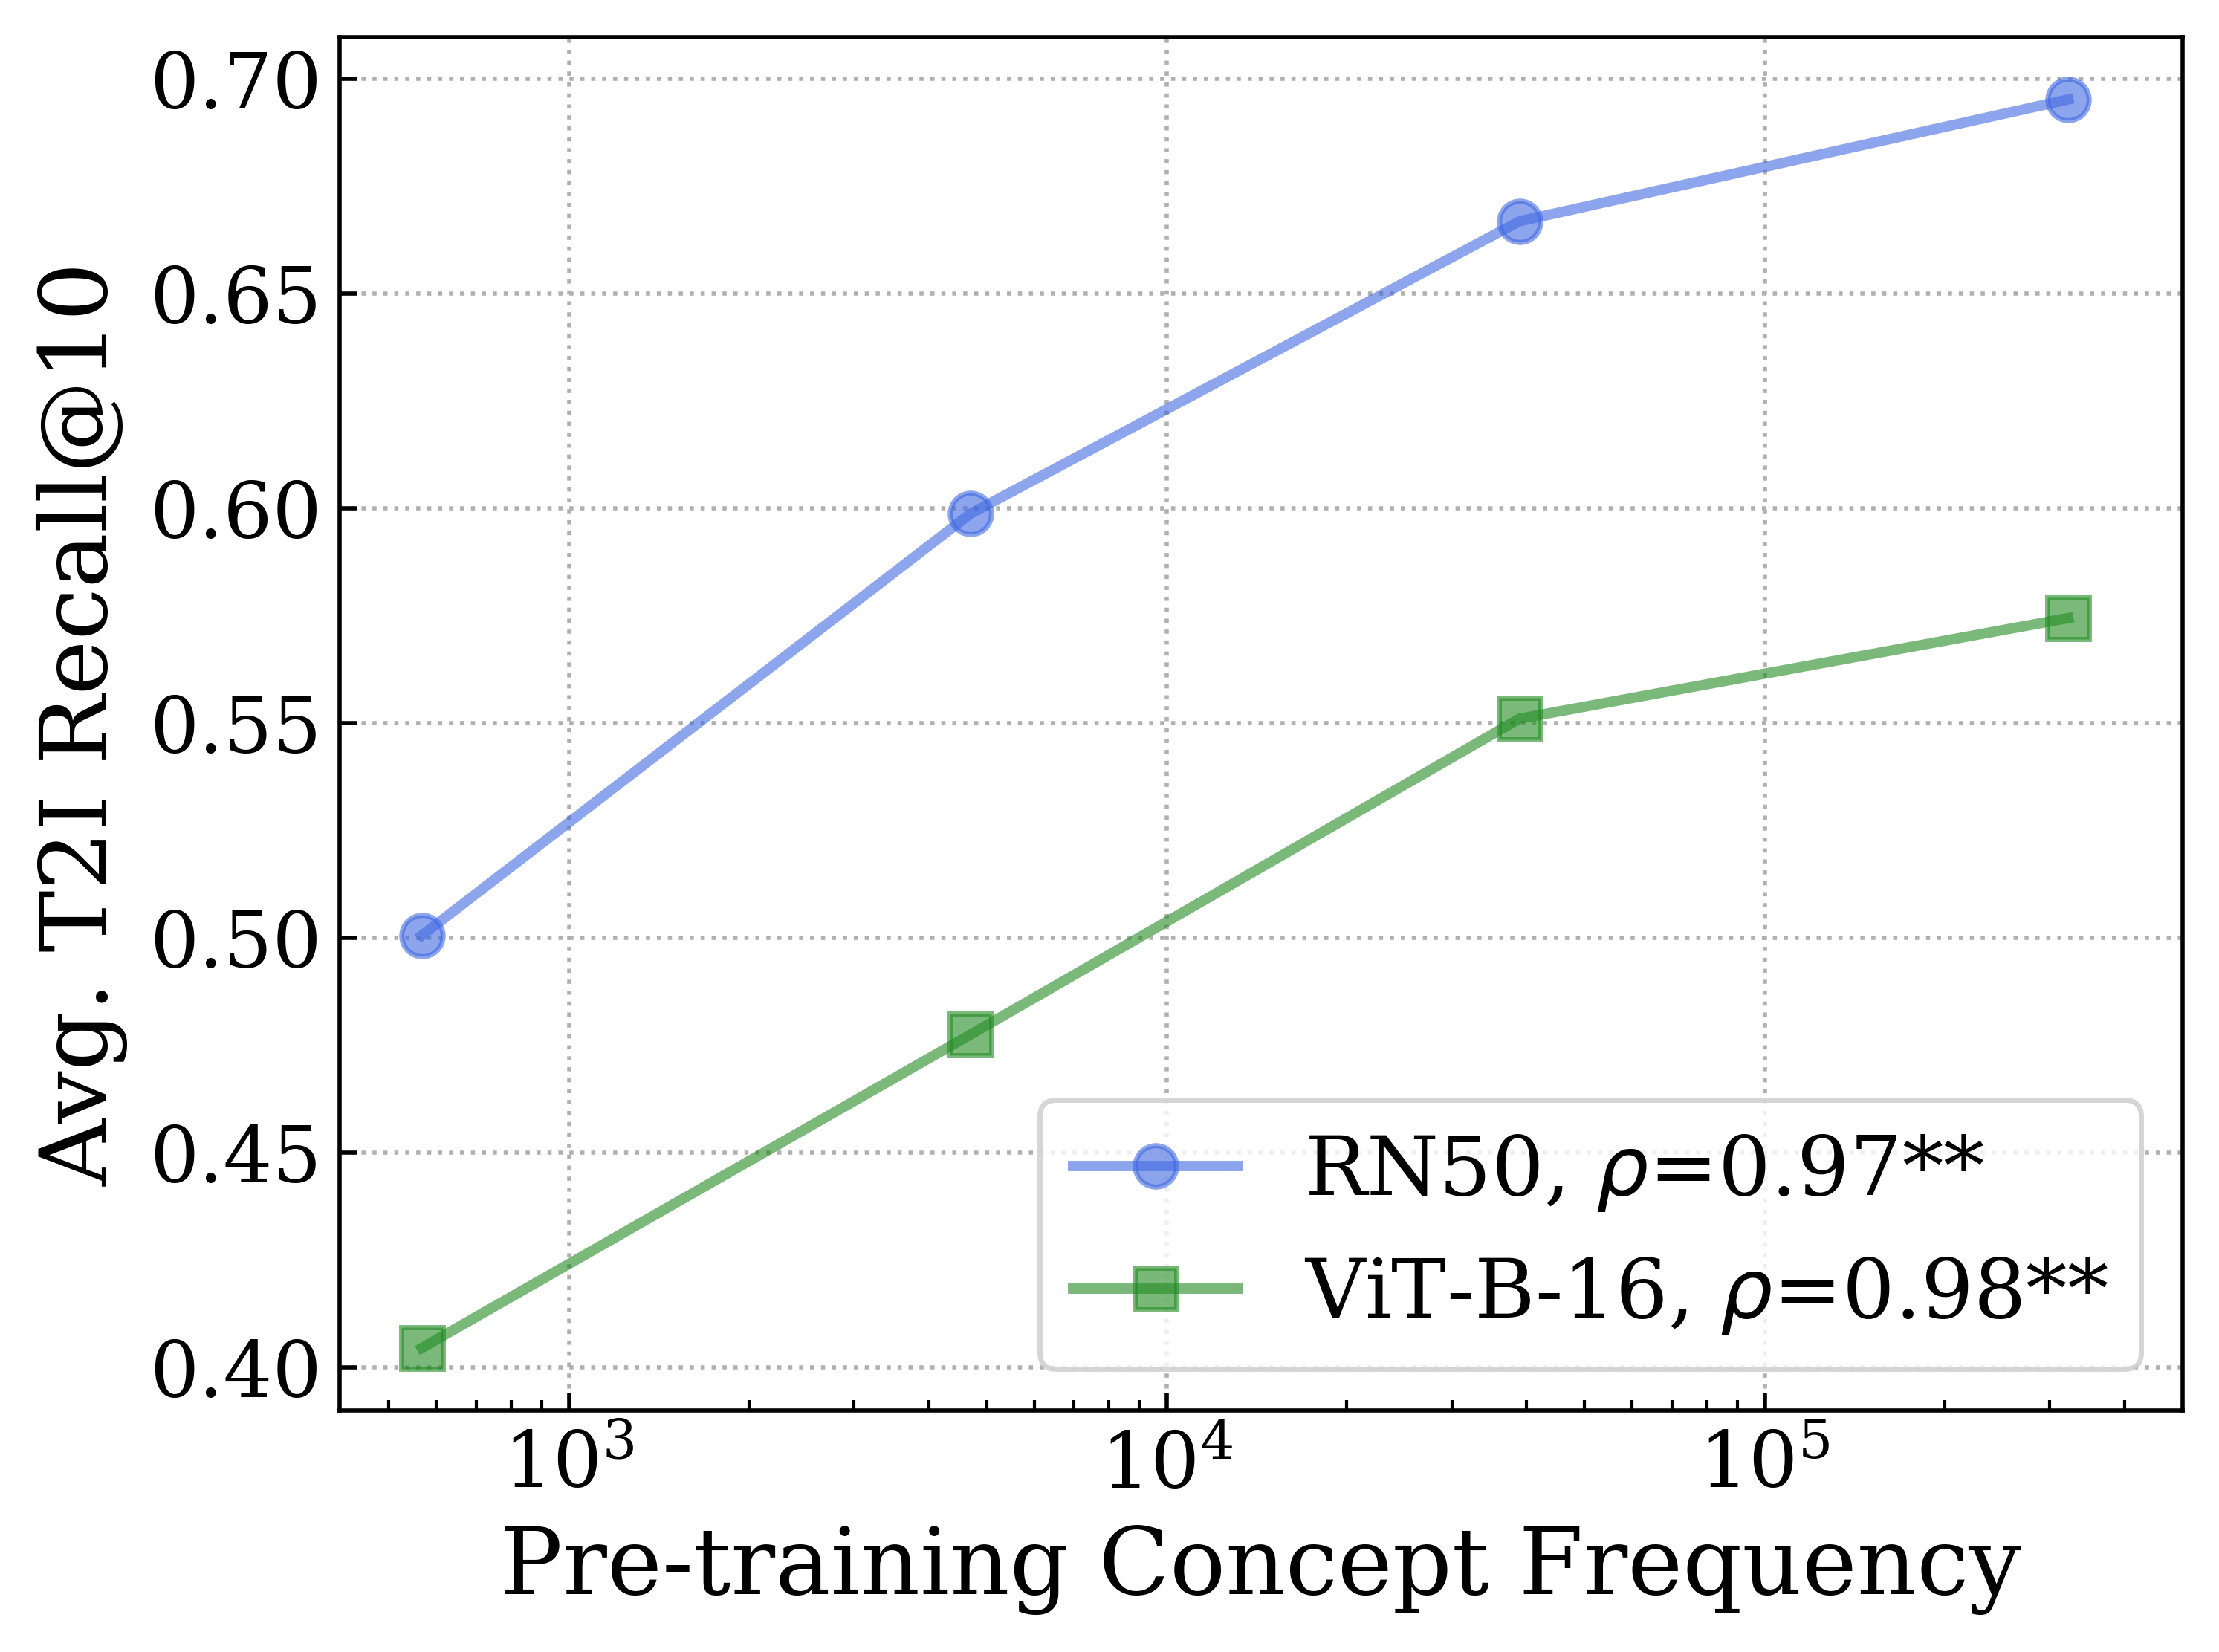 Avg. T2I Recall@10
0.70
0.65
0.60
0.55
0.50
0.45
0.40
RN50, ρ=0.97**
ViT-B-16, ρ=0.98**
10³
10⁴
10⁵
Pre-training Concept Frequency